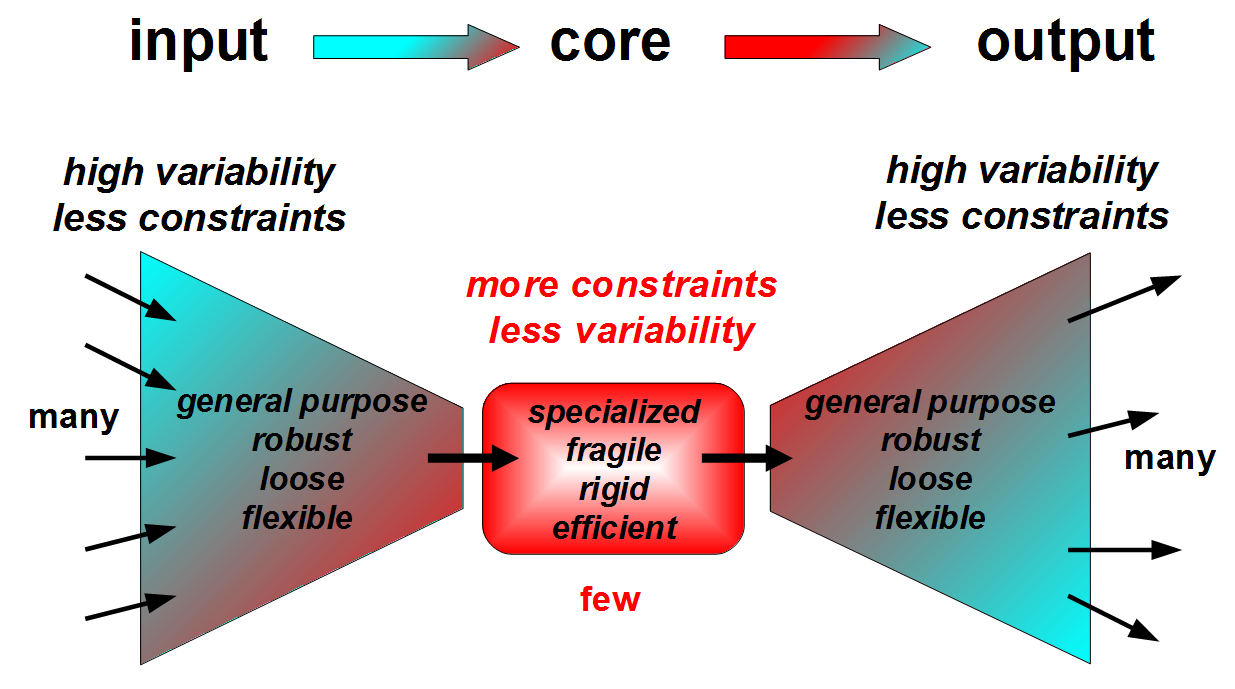 input
core
output
high variability
less constraints
high variability
less constraints
more constraints
less variability
many
general purpose
robust
loose
flexible
specialized
fragile
rigid
efficient
general purpose
robust
loose
flexible
many
few